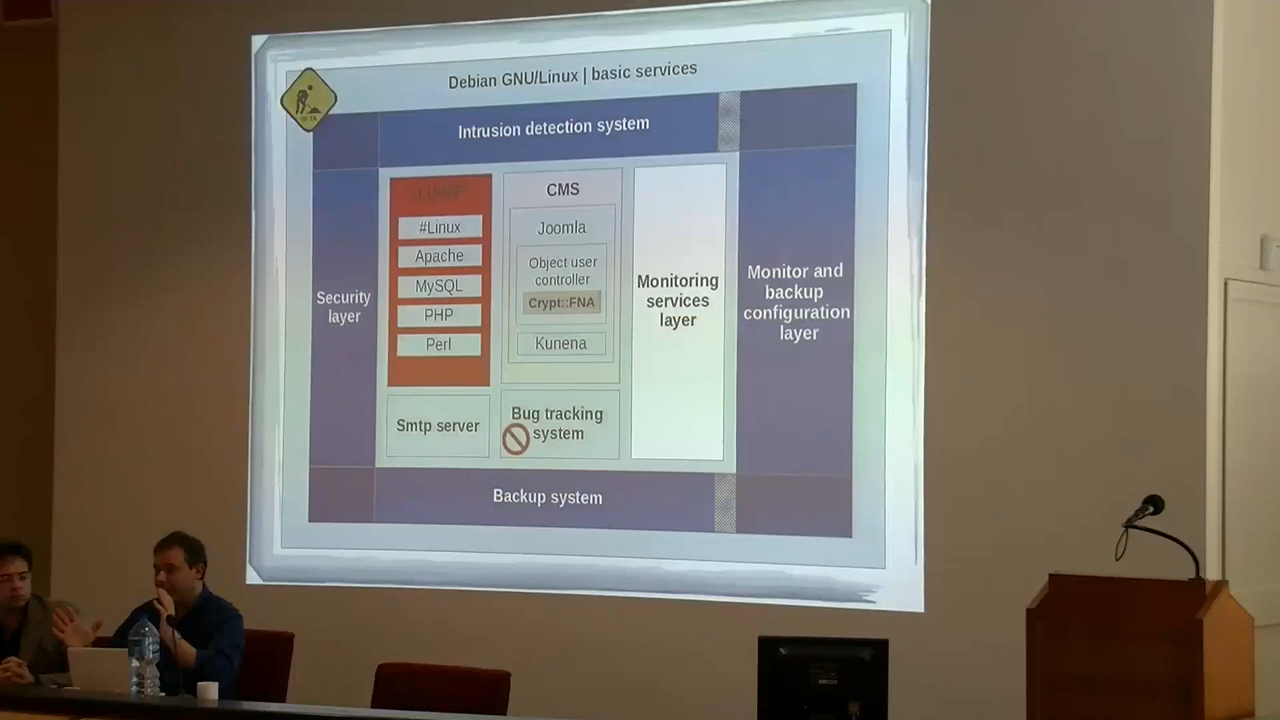 Debian GNU/Linux | basic services
Intrusion detection system
Security
layer
#Linux
Apache
MySQL
PHP
Perl
Smtp server
CMS
Joomla
Object user
controller
Crypt::FNA
Kunena
Bug tracking
system
Monitoring
services
layer
Monitor and
backup
configuration
layer
Backup system